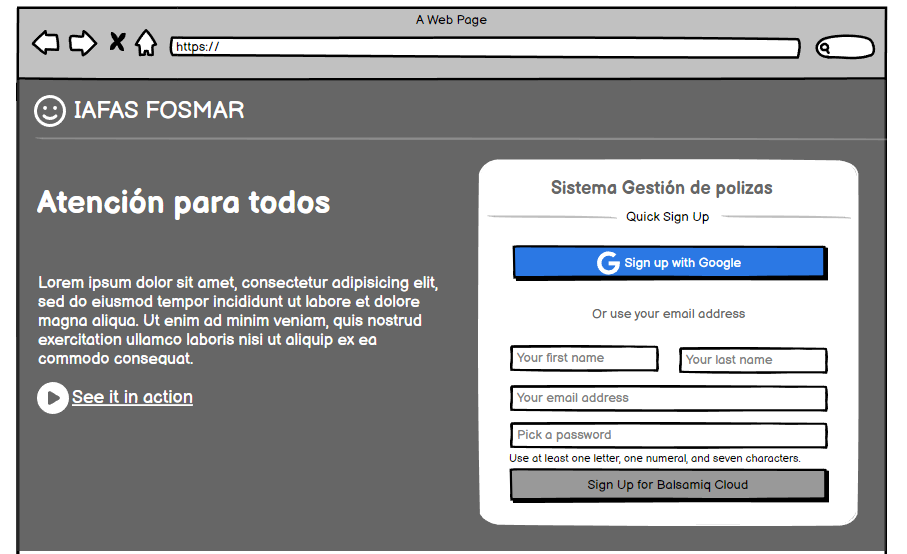 A Web Page
https://
IAFAS FOSMAR
Atención para todos
Lorem ipsum dolor sit amet, consectetur adipisicing elit,
sed do eiusmod tempor incididunt ut labore et dolore
magna aliqua. Ut enim ad minim veniam, quis nostrud
exercitation ullamco laboris nisi ut aliquip ex ea
commodo consequat.
See it in action
Sistema Gestión de polizas
Quick Sign Up
Sign up with Google
Or use your email address
Your first name
Your last name
Your email address
Pick a password
Use at least one letter, one numeral, and seven characters.
Sign Up for Balsamiq Cloud